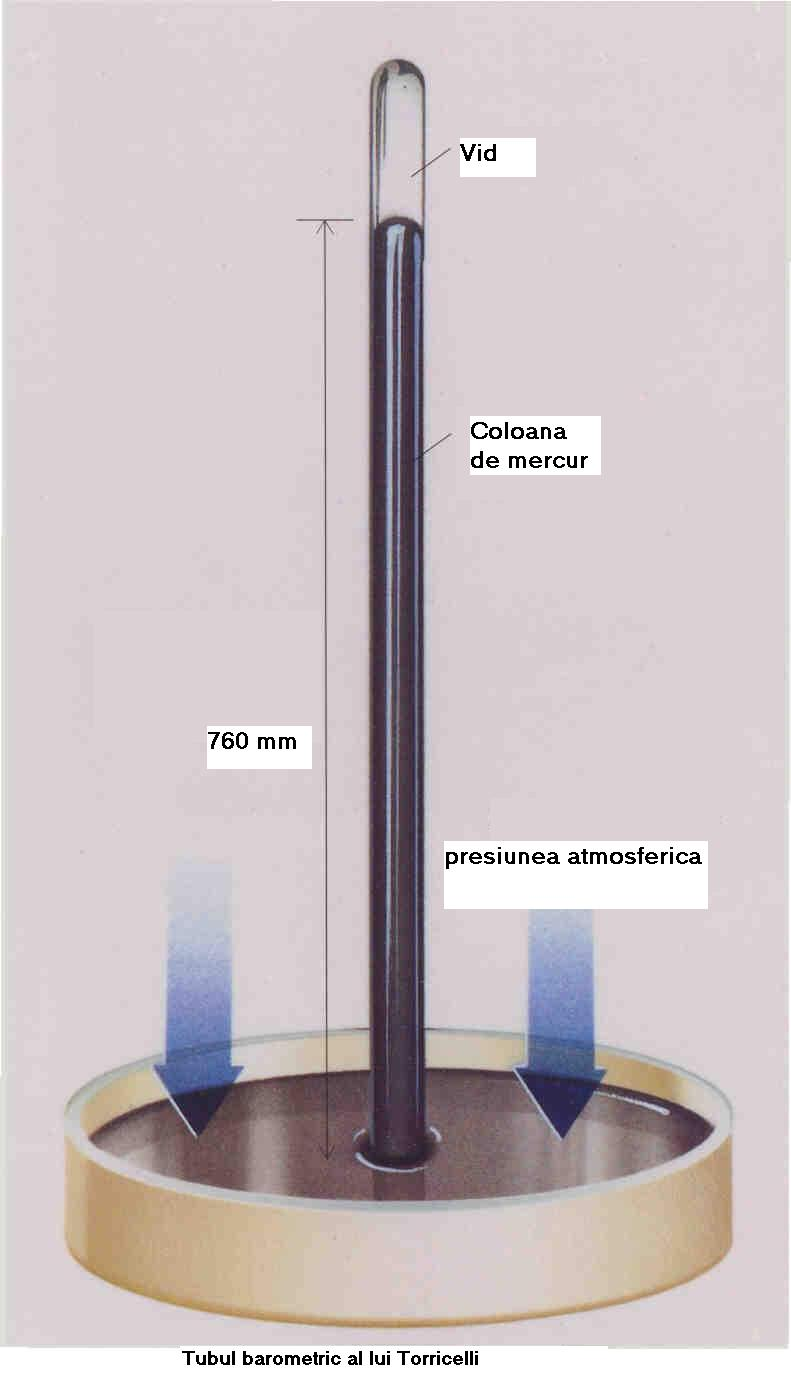 Vid
Coloana
de mercur
760 mm
presiunea atmosferica
Tubul barometric al lui Torricelli